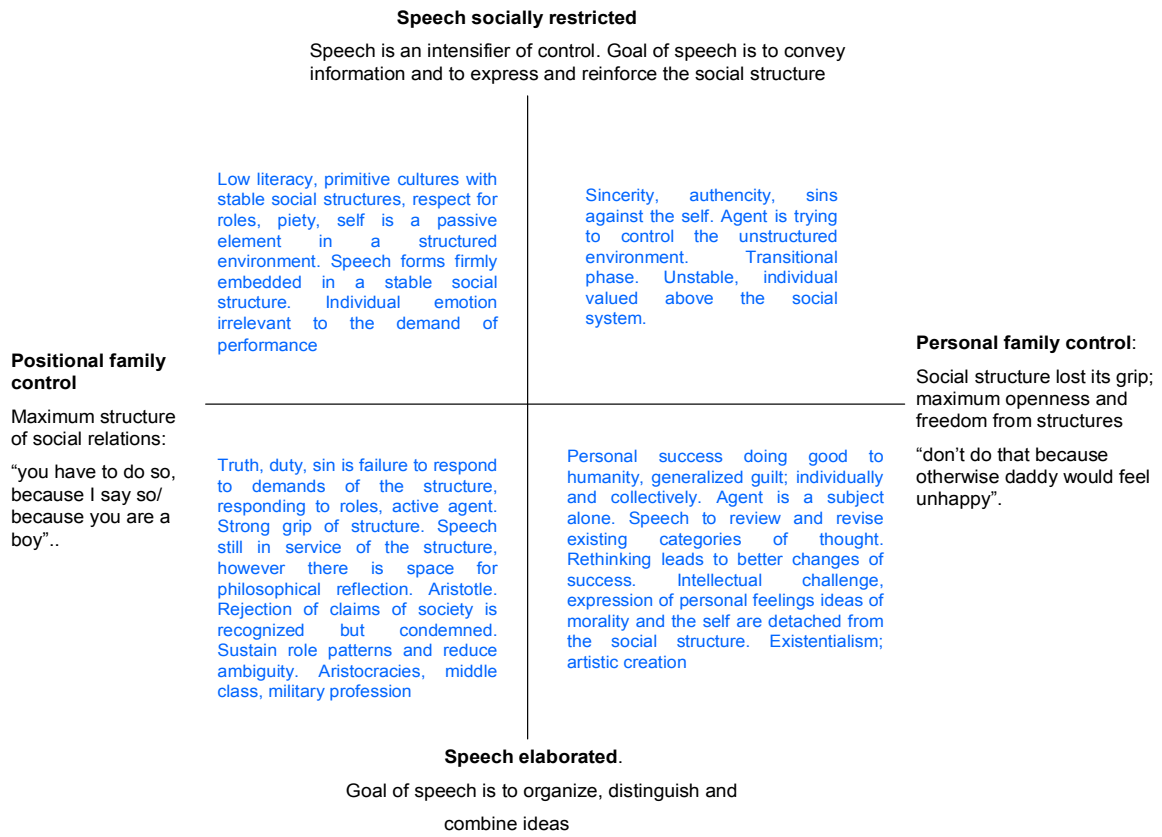 Speech socially restricted
Speech is an intensifier of control. Goal of speech is to convey
information and to express and reinforce the social structure
Low literacy, primitive cultures with
stable social structures, respect for
roles, piety, self is a passive
element in a structured
environment. Speech forms firmly
embedded in a stable social
structure. Individual emotion
irrelevant to the demand of
performance
Sincerity, authencity, sins
against the self. Agent is trying
to control the unstructured
environment. Transitional
phase. Unstable, individual
valued above the social
system.
Positional family
control
Maximum structure
of social relations:
“you have to do so,
because I say so/
because you are a
boy”..
Personal family control:
Social structure lost its grip;
maximum openness and
freedom from structures
“don’t do that because
otherwise daddy would feel
unhappy”.
Truth, duty, sin is failure to respond
to demands of the structure,
responding to roles, active agent.
Strong grip of structure. Speech
still in service of the structure,
however there is space for
philosophical reflection. Aristotle.
Rejection of claims of society is
recognized but condemned.
Sustain role patterns and reduce
ambiguity. Aristocracies, middle
class, military profession
Personal success doing good to
humanity, generalized guilt; individually
and collectively. Agent is a subject
alone. Speech to review and revise
existing categories of thought.
Rethinking leads to better changes of
success. Intellectual challenge,
expression of personal feelings ideas of
morality and the self are detached from
the social structure. Existentialism;
artistic creation
Speech elaborated.
Goal of speech is to organize, distinguish and
combine ideas